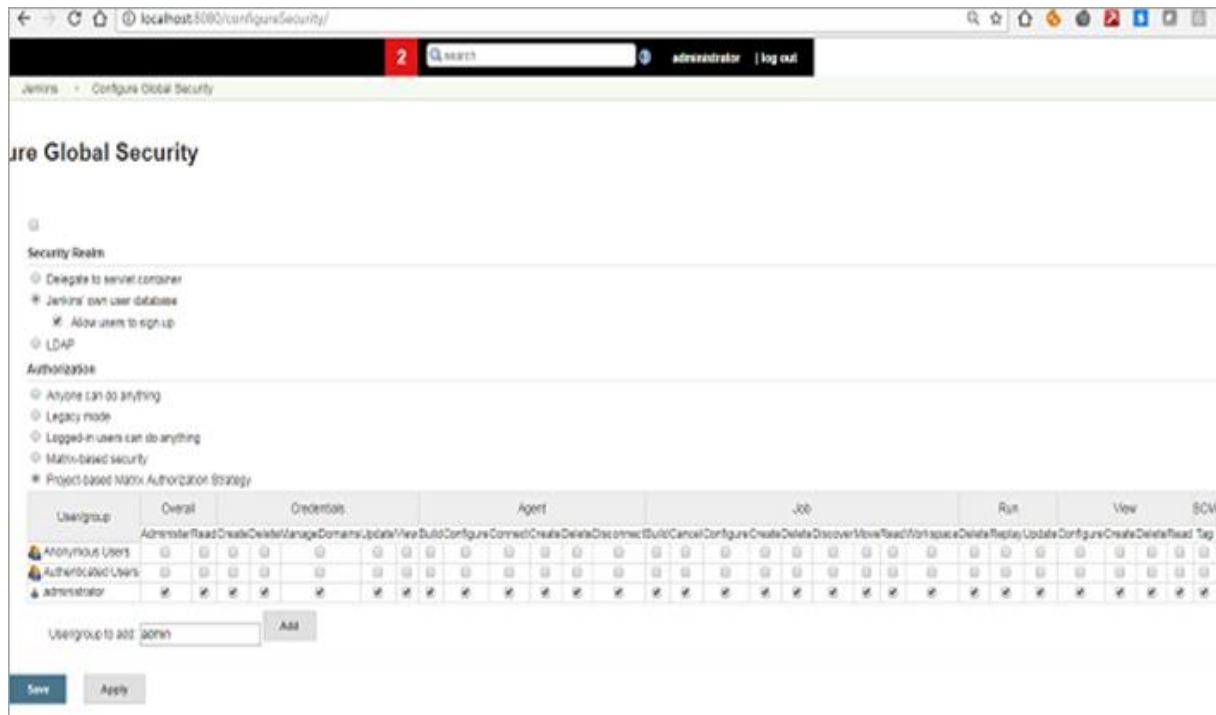 localhost:8080/configureSecurity/
2 search administrator | log out
Jenkins Configure Global Security
ure Global Security
Security Realm
Delegate to servlet container
Jenkins' own user database
Allow users to sign up
LDAP
Authorization
Anyone can do anything
Legacy mode
Logged-in users can do anything
Matrix-based security
Project-based Matrix Authorization Strategy
User/group Overall Credentials Agent Job Run View SCM
Administer Read Create Delete ManageDomains Update View Build Configure Connect Create Delete Disconnect Build Cancel Configure Create Delete Discover Move Read Workspace Delete Replay Update Configure Create Delete Read Tag
Anonymous Users
Authenticated Users
administrator
User/group to add: admin Add
Save Apply